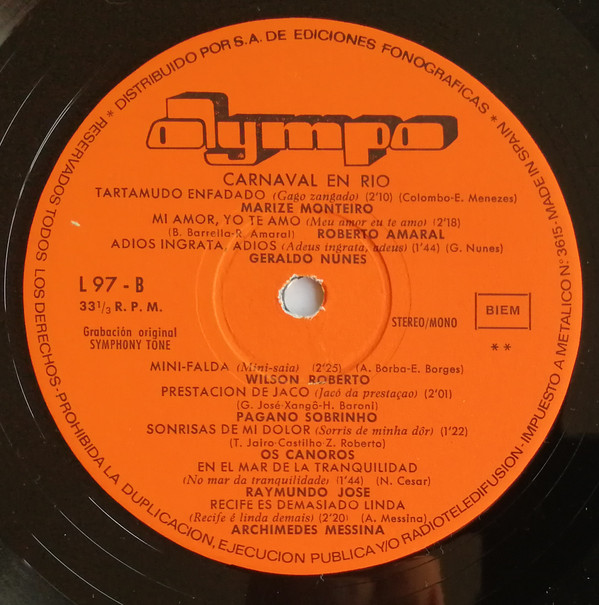 * DISTRIBUIDO POR S.A. DE EDICIONES FONOGRAFICAS *
MADE IN SPAIN - IMPUESTO A METALICO N.º 3615
RESERVADOS TODOS LOS DERECHOS - PROHIBIDA LA DUPLICACION, EJECUCION PUBLICA Y/O RADIOTELEDIFUSION -
olympo
CARNAVAL EN RIO
TARTAMUDO ENFADADO (Gago zangado) (2'10) (Colombo-E. Menezes)
MARIZE MONTEIRO
MI AMOR, YO TE AMO (Meu amor eu te amo) (2'18)
(B. Barrella-R. Amaral) ROBERTO AMARAL
ADIOS INGRATA, ADIOS (Adeus ingrata, adeus) (1'44) (G. Nunes)
GERALDO NUNES
L 97 - B
33 1/3 R. P. M.
Grabación original
SYMPHONY TONE
BIEM
STEREO/MONO
* *
MINI-FALDA (Mini-saia) (2'25) (A. Borba-E. Borges)
WILSON ROBERTO
PRESTACION DE JACO (Jacó da prestaçao) (2'01)
(G. José-Xangô-H. Baroni)
PAGANO SOBRINHO
SONRISAS DE MI DOLOR (Sorris de minha dôr) (1'22)
(T. Jairo-Castilho Z. Roberto)
OS CANOROS
EN EL MAR DE LA TRANQUILIDAD
(No mar da tranquilidade) (1'44) (N. Cesar)
RAYMUNDO JOSE
RECIFE ES DEMASIADO LINDA
(Recife é linda demais) (2'20) (A. Messina)
ARCHIMEDES MESSINA